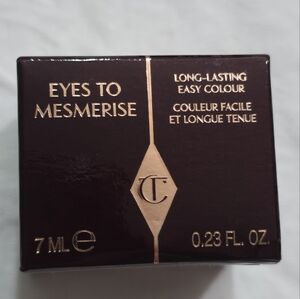 EYES TO
MESMERISE
LONG-LASTING
EASY COLOUR
COULEUR FACILE
ET LONGUE TENUE
CT
7 ML ℮
0.23 FL. OZ.